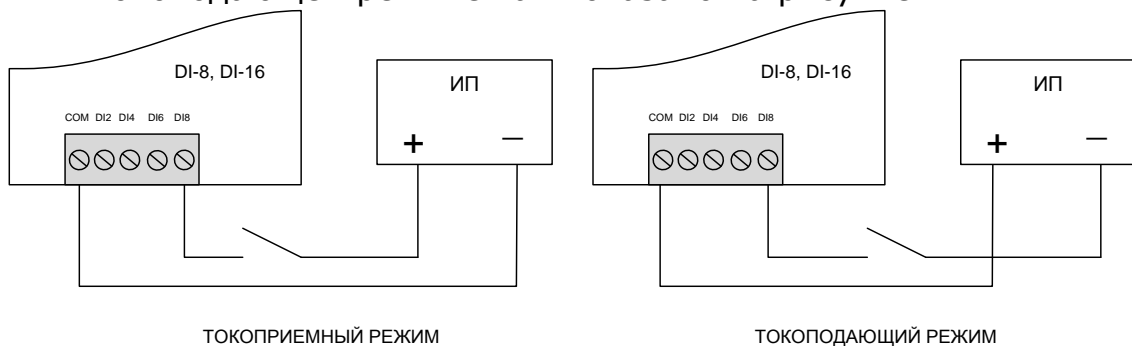 DI-8, DI-16
ИП
COM DI2 DI4 DI6 DI8
+ —
ТОКОПРИЕМНЫЙ РЕЖИМ
DI-8, DI-16
ИП
COM DI2 DI4 DI6 DI8
+ —
ТОКОПОДАЮЩИЙ РЕЖИМ